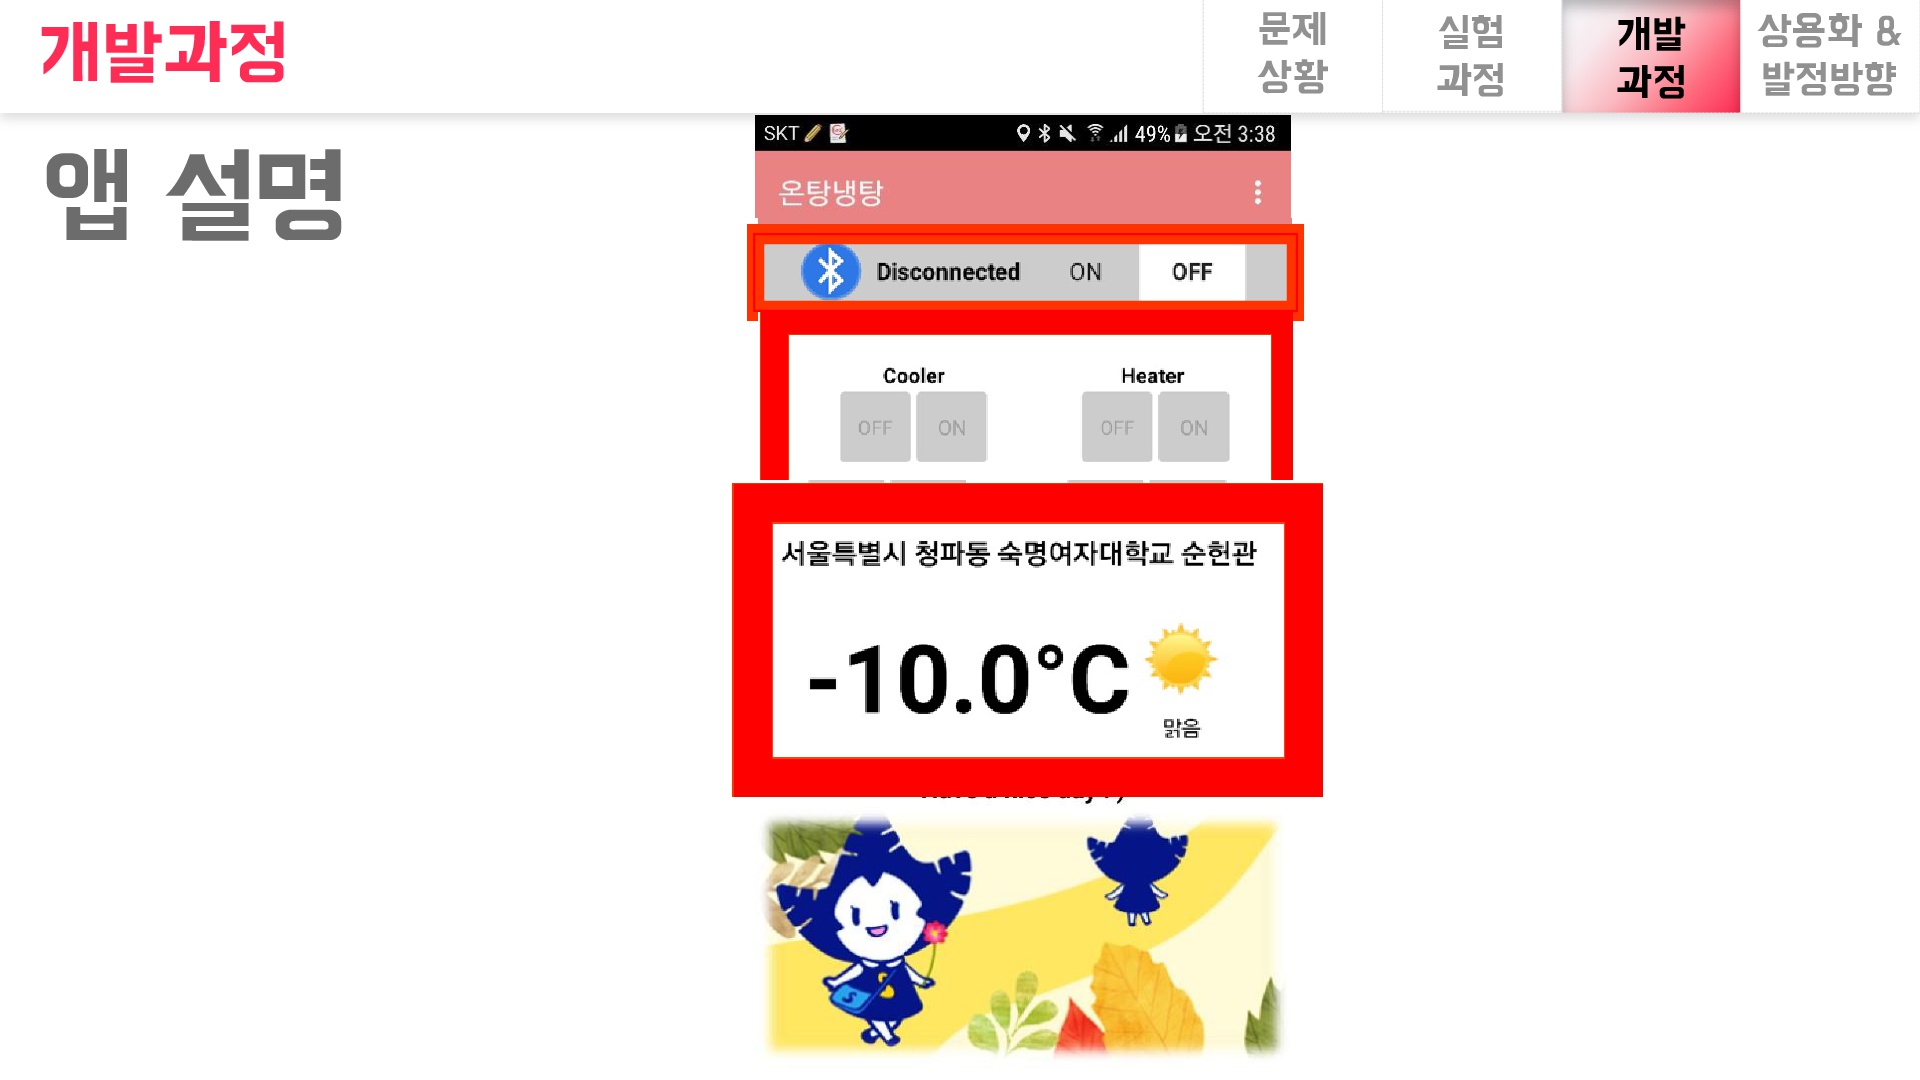 개발과정
문제
상황
실험
과정
개발
과정
상용화 &
발정방향
앱 설명
SKT
49%
오전 3:38
온탕냉탕
Disconnected
ON
OFF
Cooler
Heater
OFF
ON
OFF
ON
서울특별시 청파동 숙명여자대학교 순헌관
-10.0°C
맑음
S